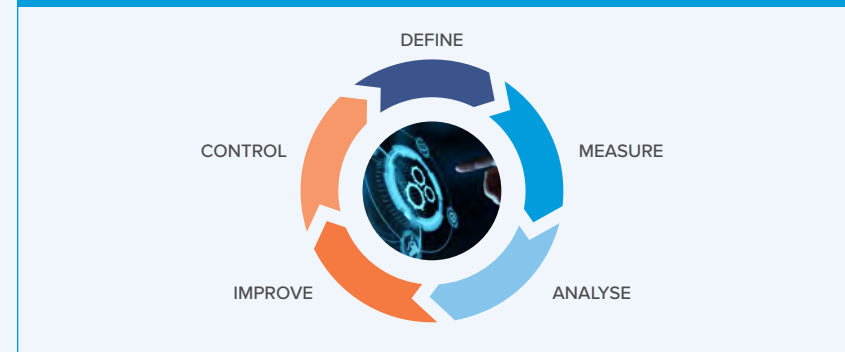 DEFINE
MEASURE
ANALYSE
IMPROVE
CONTROL